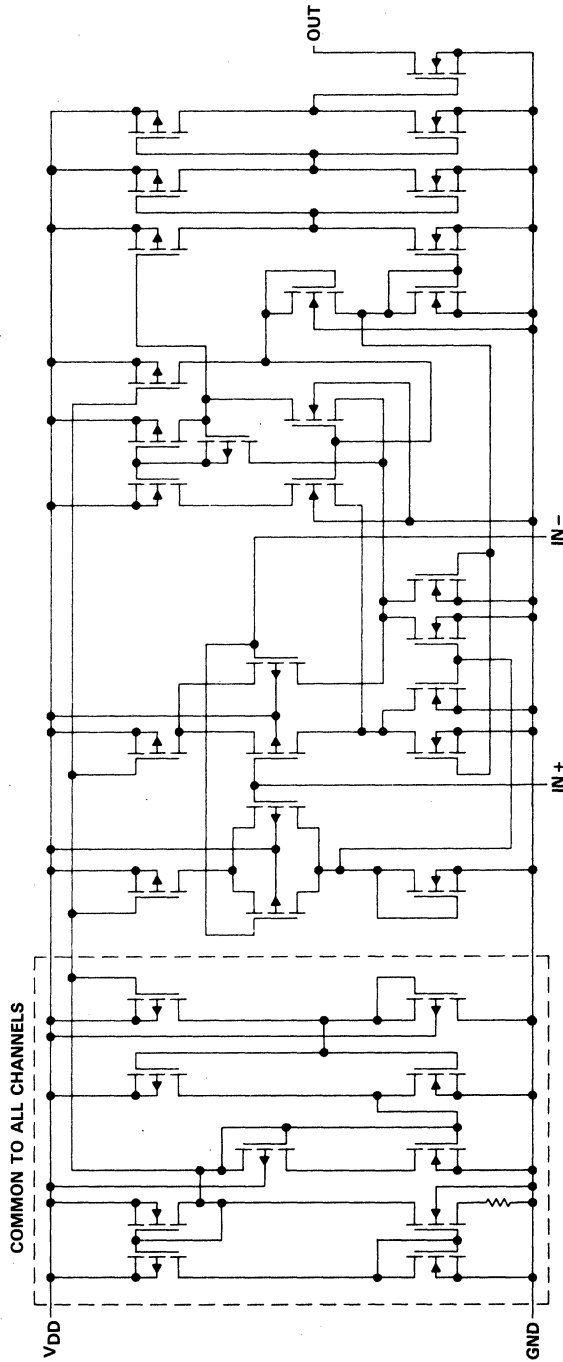 COMMON TO ALL CHANNELS
VDD
GND
IN +
IN −
OUT